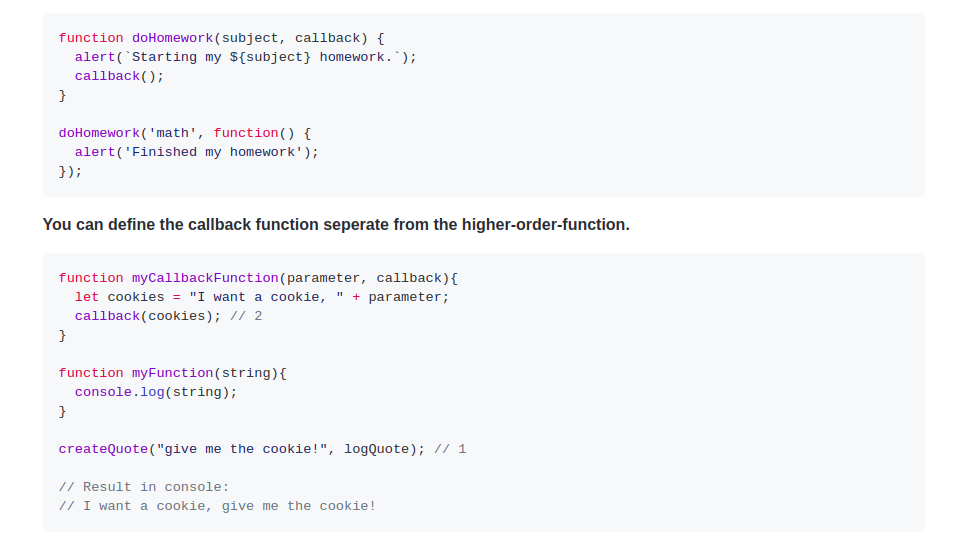 function doHomework(subject, callback) {
  alert(`Starting my ${subject} homework.`);
  callback();
}

doHomework('math', function() {
  alert('Finished my homework');
});

You can define the callback function seperate from the higher-order-function.

function myCallbackFunction(parameter, callback){
  let cookies = "I want a cookie, " + parameter;
  callback(cookies); // 2
}

function myFunction(string){
  console.log(string);
}

createQuote("give me the cookie!", logQuote); // 1

// Result in console:
// I want a cookie, give me the cookie!